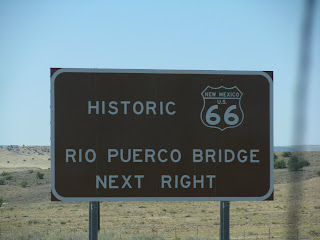 HISTORIC
NEW MEXICO
U.S.
66
RIO PUERCO BRIDGE
NEXT RIGHT